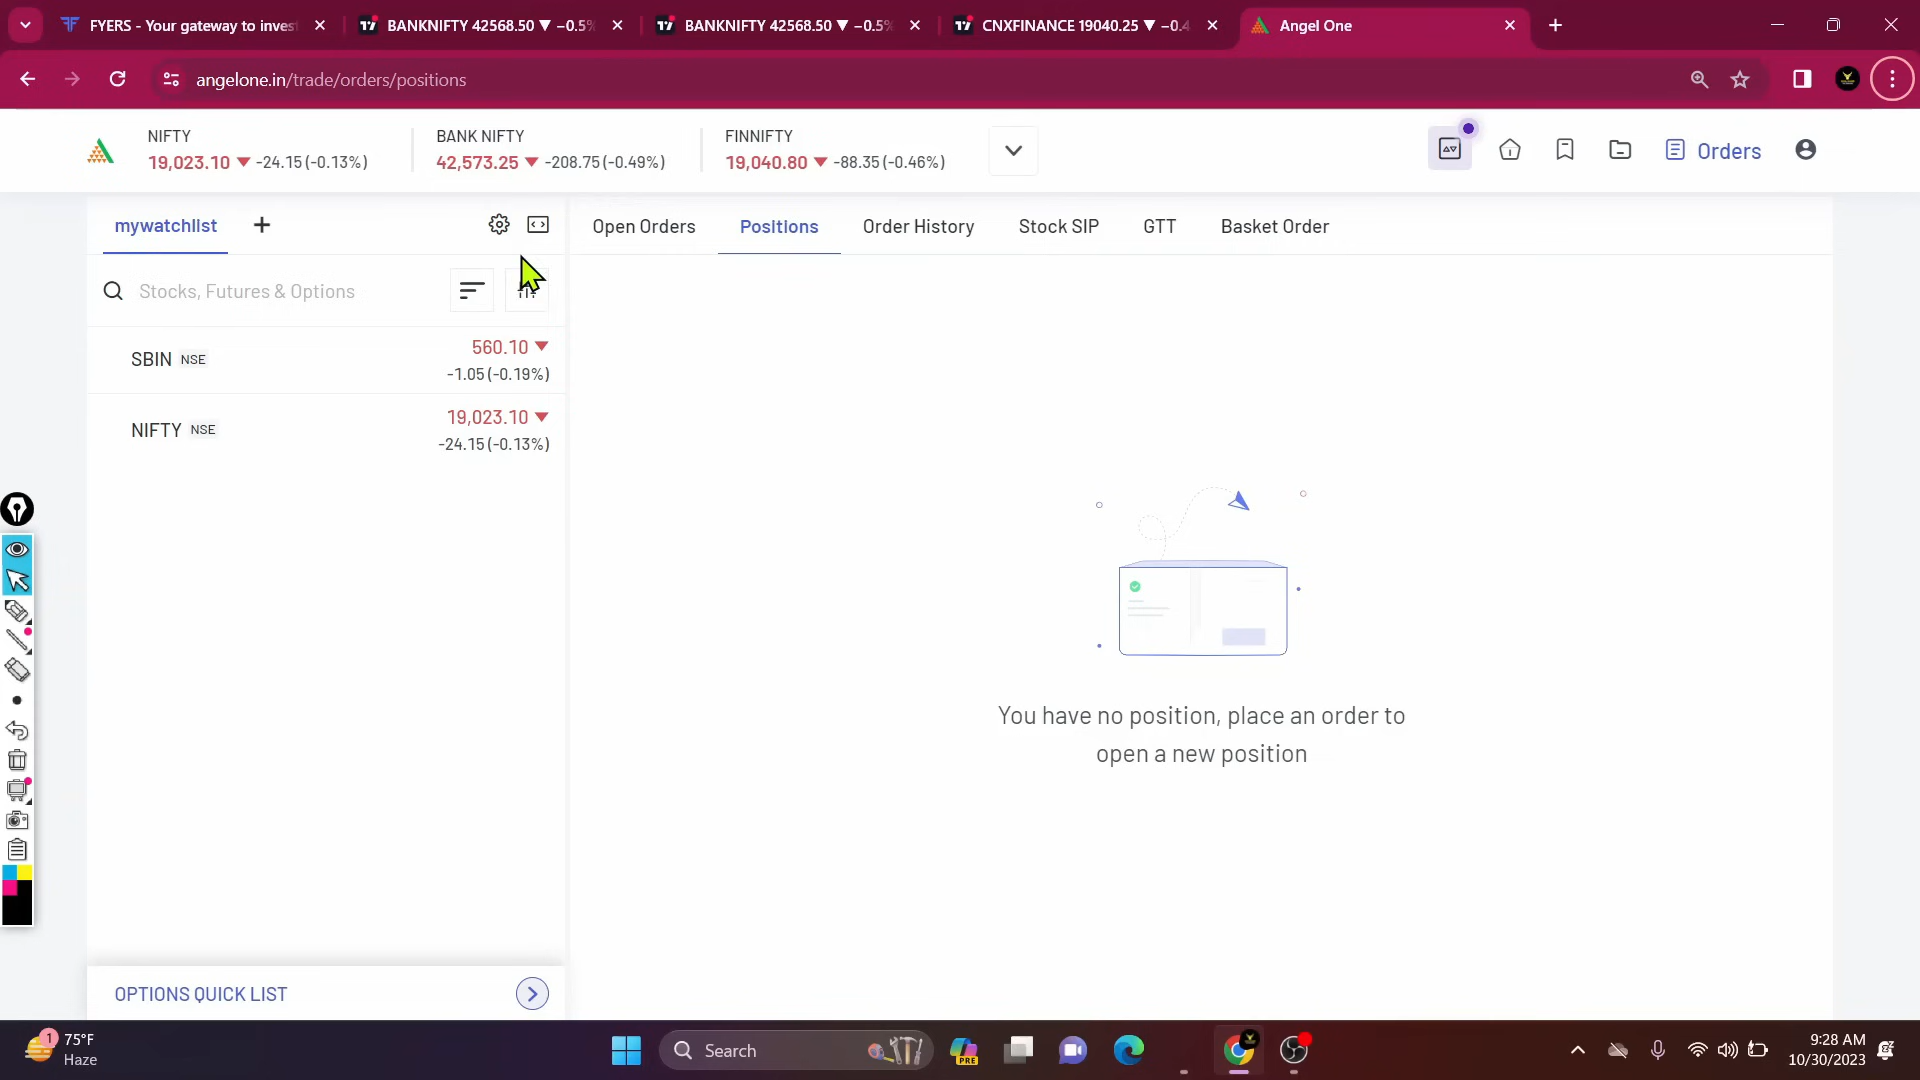 FYERS - Your gateway to inves
BANKNIFTY 42568.50 ▼ −0.5%
BANKNIFTY 42568.50 ▼ −0.5%
CNXFINANCE 19040.25 ▼ −0.4
Angel One
angelone.in/trade/orders/positions
NIFTY
19,023.10 ▼ -24.15 (-0.13%)
BANK NIFTY
42,573.25 ▼ -208.75 (-0.49%)
FINNIFTY
19,040.80 ▼ -88.35 (-0.46%)
Orders
mywatchlist +
Open Orders Positions Order History Stock SIP GTT Basket Order
Stocks, Futures & Options
SBIN NSE 560.10 ▼
-1.05 (-0.19%)
NIFTY NSE 19,023.10 ▼
-24.15 (-0.13%)
You have no position, place an order to
open a new position
OPTIONS QUICK LIST
1
75°F
Haze
Search
PRE
9:28 AM
10/30/2023